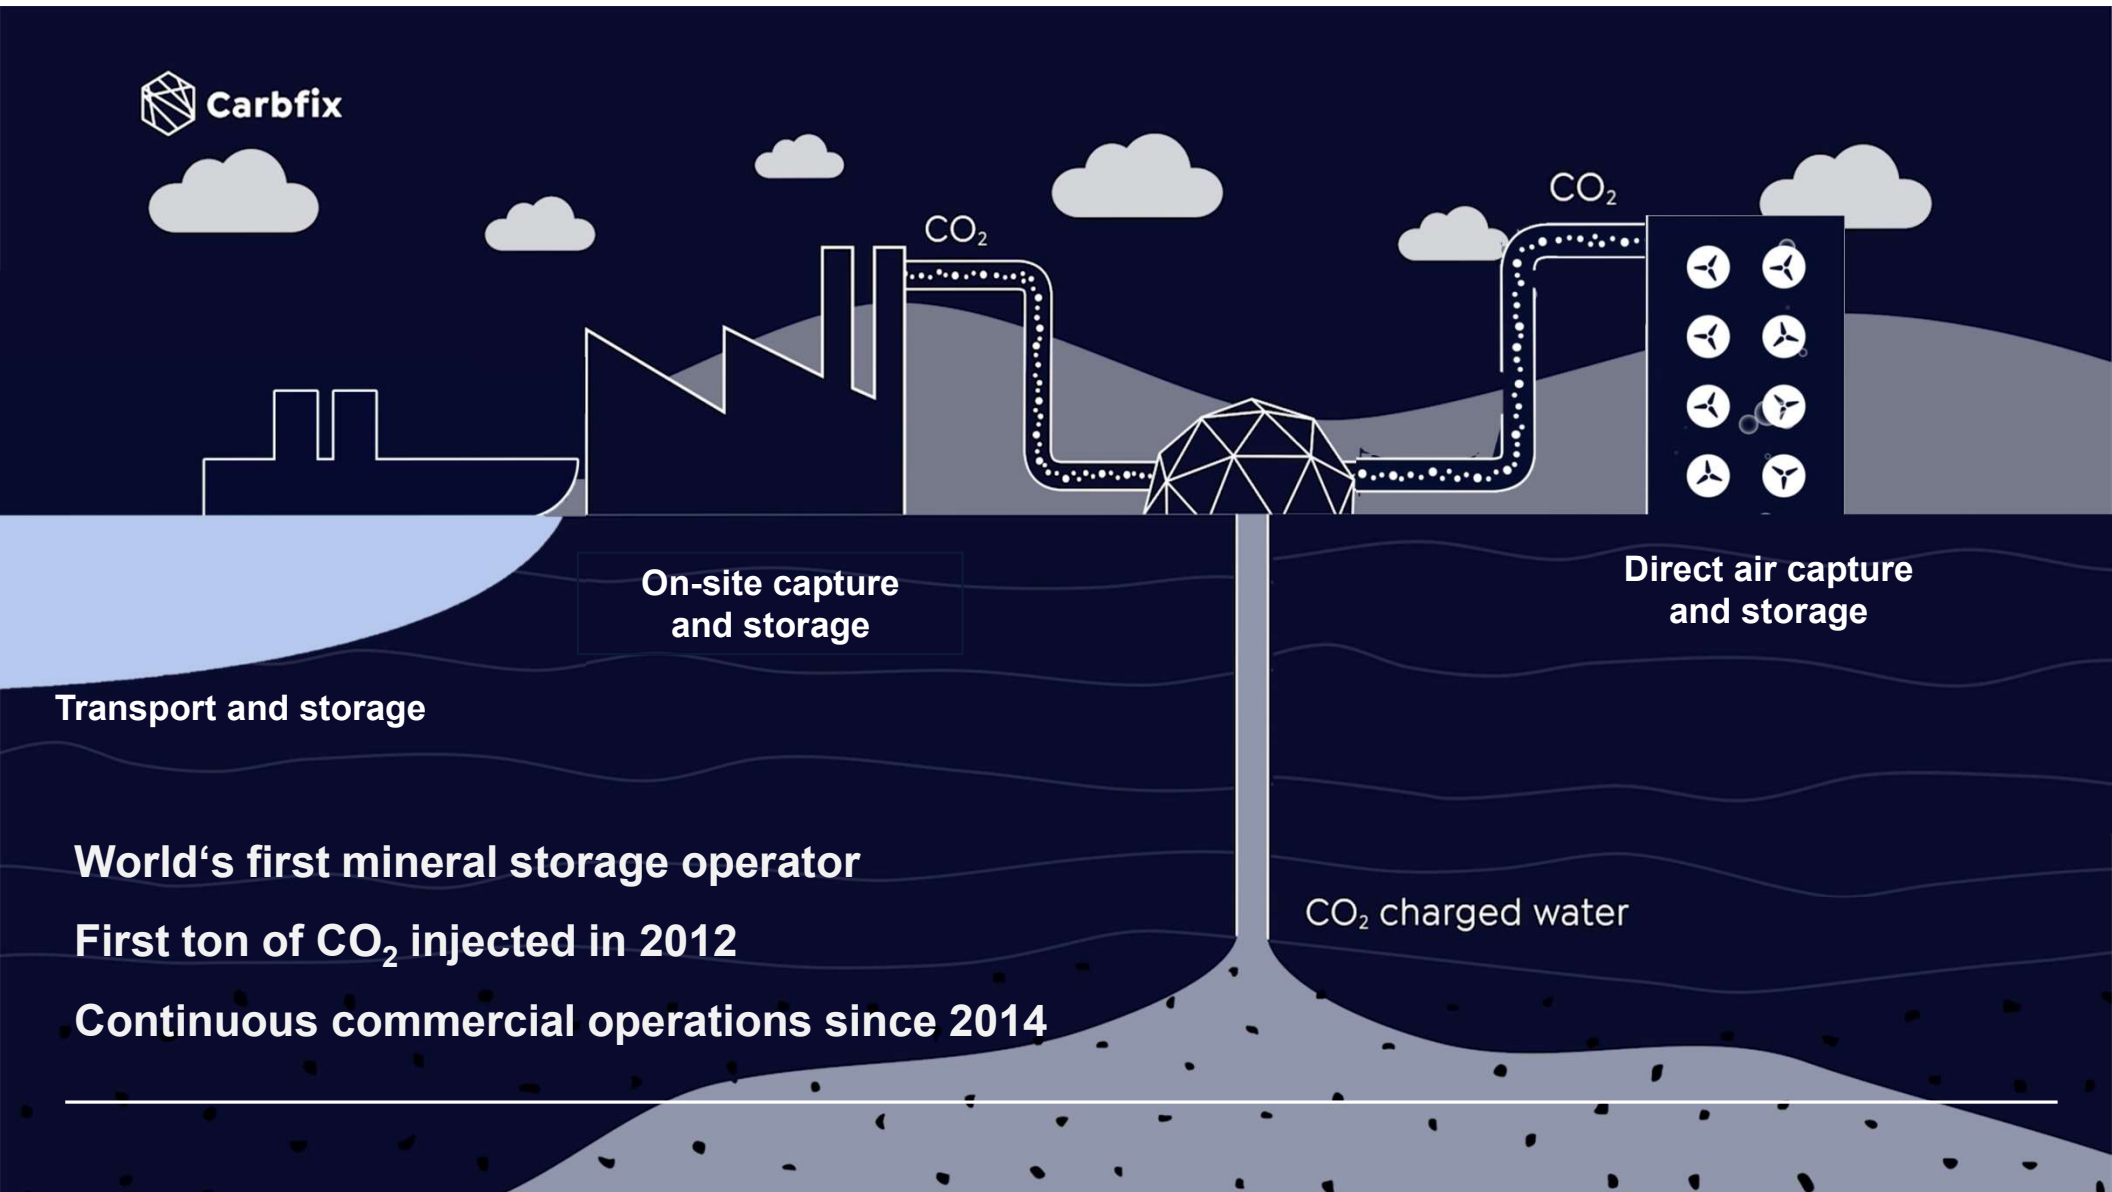 Carbfix
CO₂
CO₂
On-site capture
and storage
Direct air capture
and storage
Transport and storage
World‘s first mineral storage operator
CO₂ charged water
First ton of CO₂ injected in 2012
Continuous commercial operations since 2014